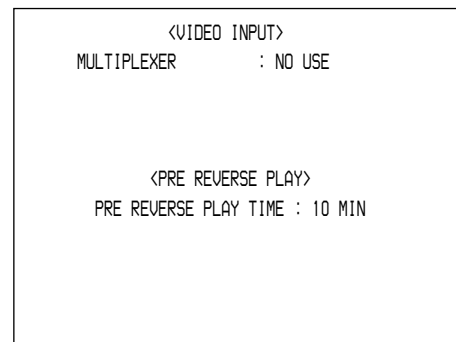 <VIDEO INPUT>
MULTIPLEXER : NO USE
<PRE REVERSE PLAY>
PRE REVERSE PLAY TIME : 10 MIN